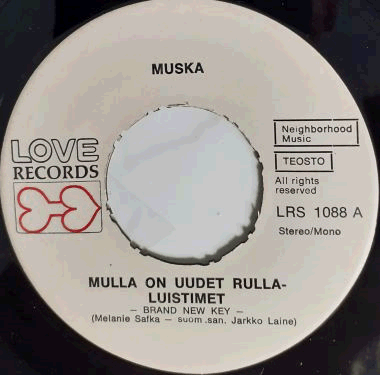 MUSKA
LOVE
RECORDS
Neighborhood
Music
TEOSTO
All rights
reserved
LRS 1088 A
Stereo/Mono
MULLA ON UUDET RULLA-
LUISTIMET
– BRAND NEW KEY –
(Melanie Safka – suom.san. Jarkko Laine)